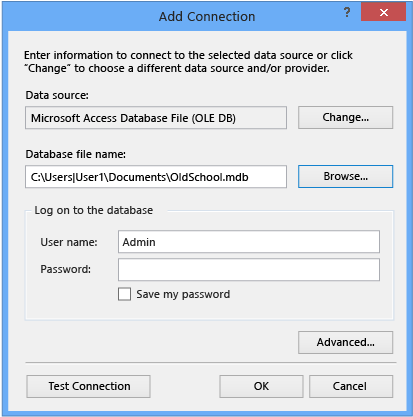 Add Connection
?
Enter information to connect to the selected data source or click
“Change” to choose a different data source and/or provider.
Data source:
Microsoft Access Database File (OLE DB)
Change...
Database file name:
C:\Users|User1\Documents\OldSchool.mdb
Browse...
Log on to the database
User name:
Admin
Password:
Save my password
Advanced...
Test Connection
OK
Cancel